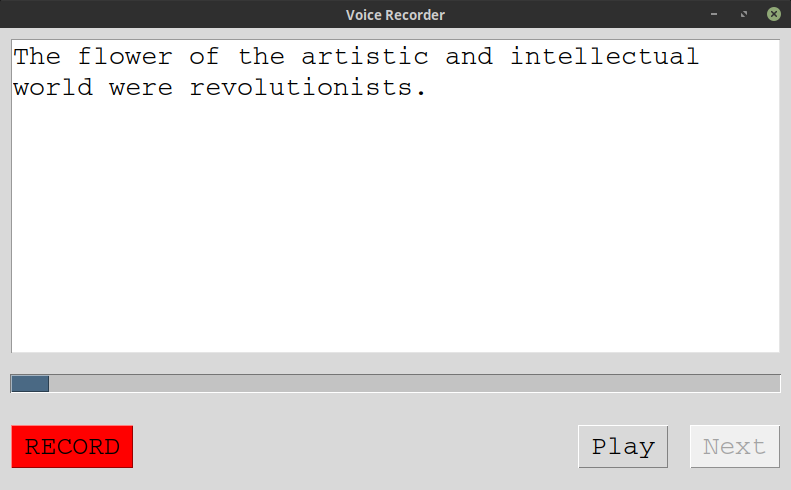 Voice Recorder
The flower of the artistic and intellectual
world were revolutionists.
RECORD
Play
Next